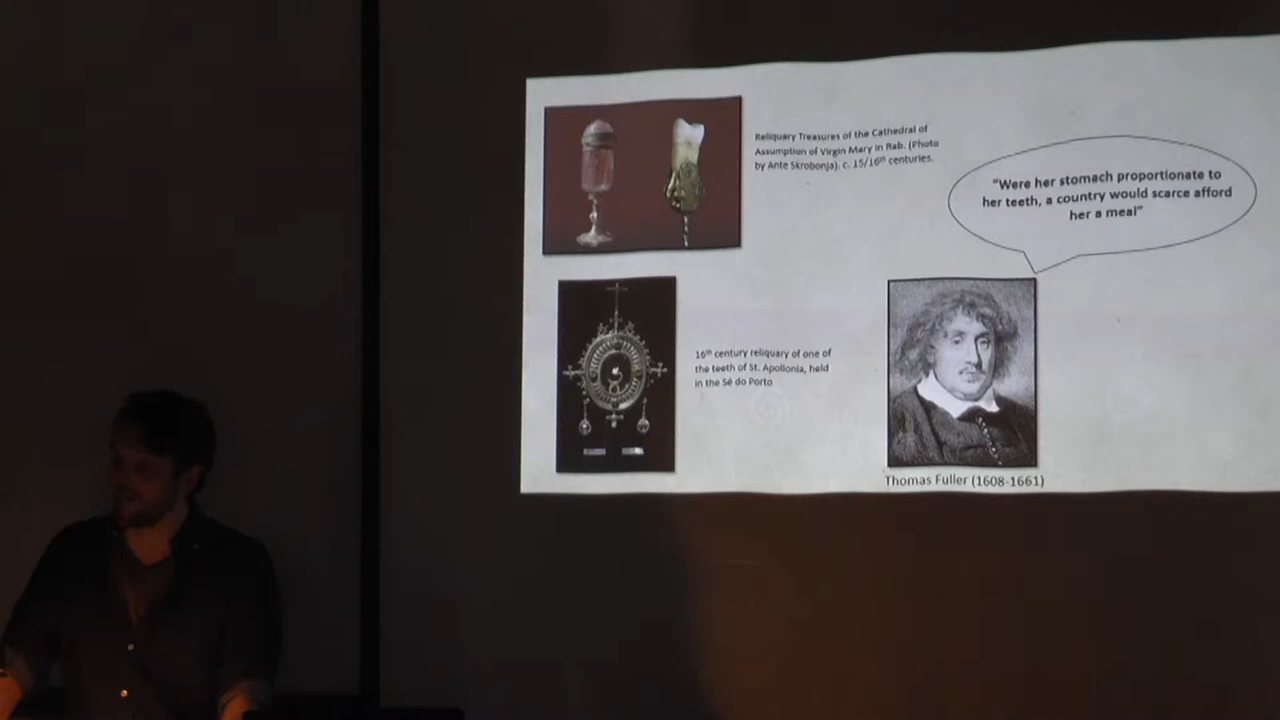 Reliquary Treasures of the Cathedral of
Assumption of Virgin Mary in Rab. (Photo
by Ante Skrobonja). c. 15/16th centuries.
"Were her stomach proportionate to
her teeth, a country would scarce afford
her a meal"
16th century reliquary of one of
the teeth of St. Apollonia, held
in the Sé do Porto
Thomas Fuller (1608-1661)